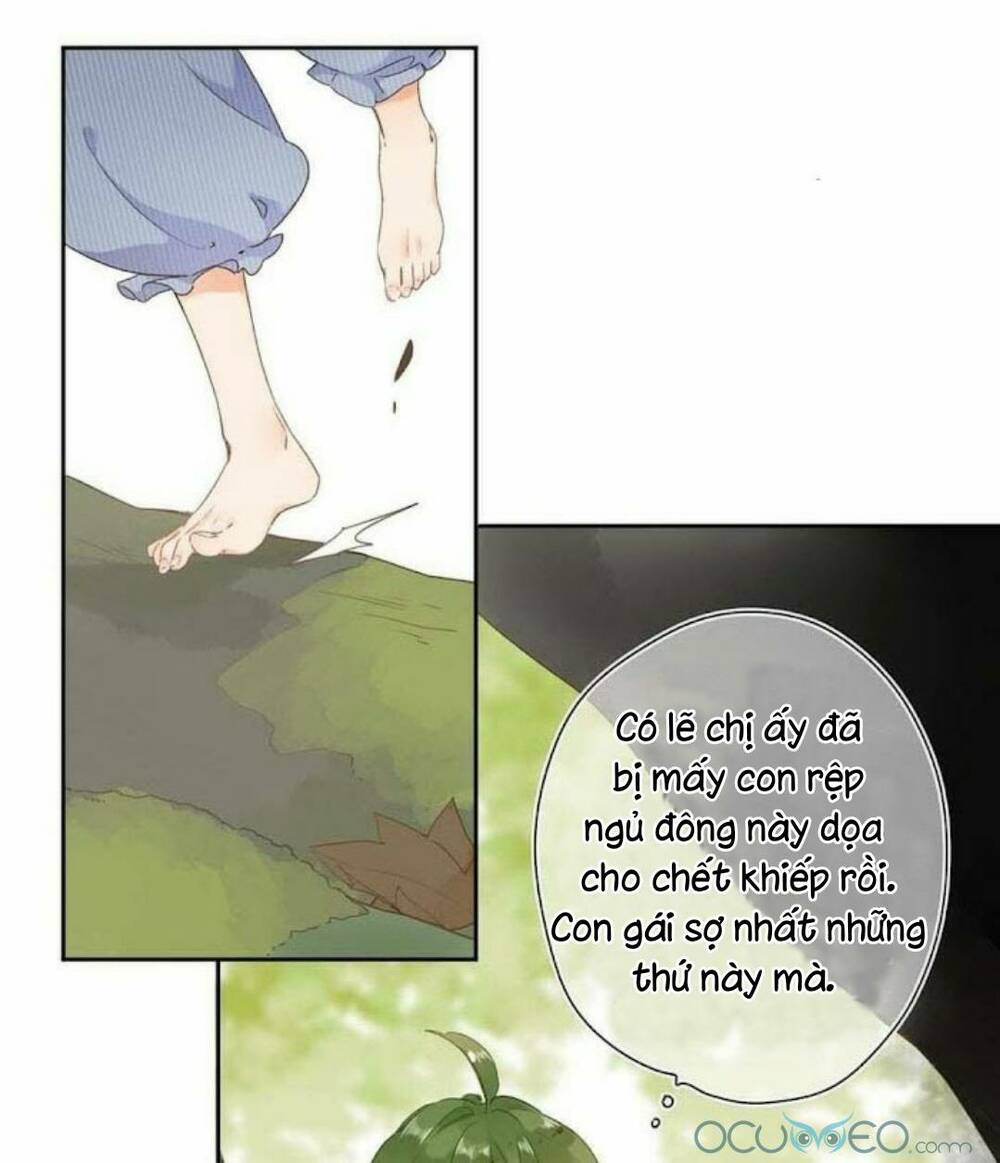 Có lẽ chị ấy đã
bị mấy con rệp
ngủ đông này dọa
cho chết khiếp rồi.
Con gái sợ nhất những
thứ này mà.
OCUMEO.comm